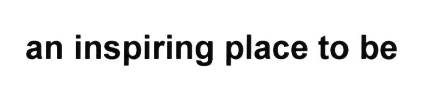 an inspiring place to be